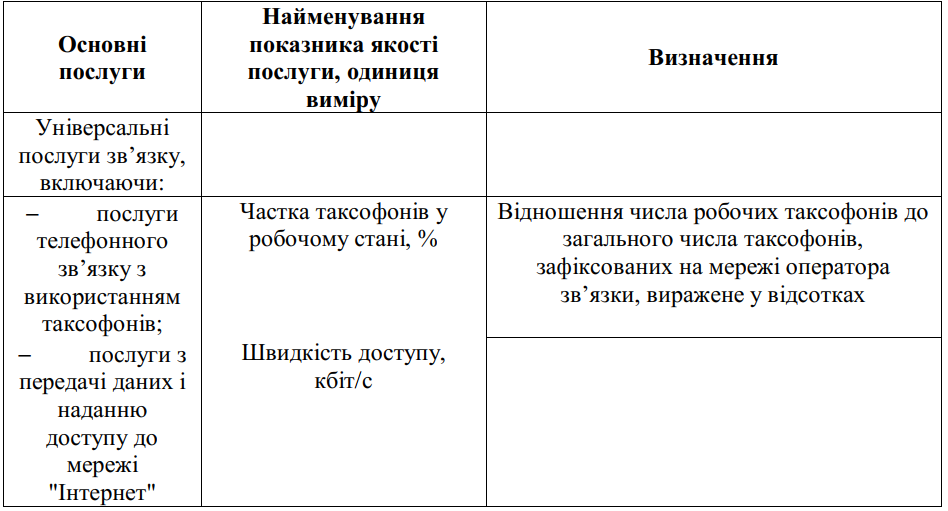 Основні
послуги
Найменування
показника якості
послуги, одиниця
виміру
Визначення
Універсальні
послуги зв’язку,
включаючи:
– послуги
телефонного
зв’язку з
використанням
таксофонів;
Частка таксофонів у
робочому стані, %
Відношення числа робочих таксофонів до
загального числа таксофонів,
зафіксованих на мережі оператора
зв’язки, виражене у відсотках
– послуги з
передачі даних і
наданню
доступу до
мережі
"Інтернет"
Швидкість доступу,
кбіт/с